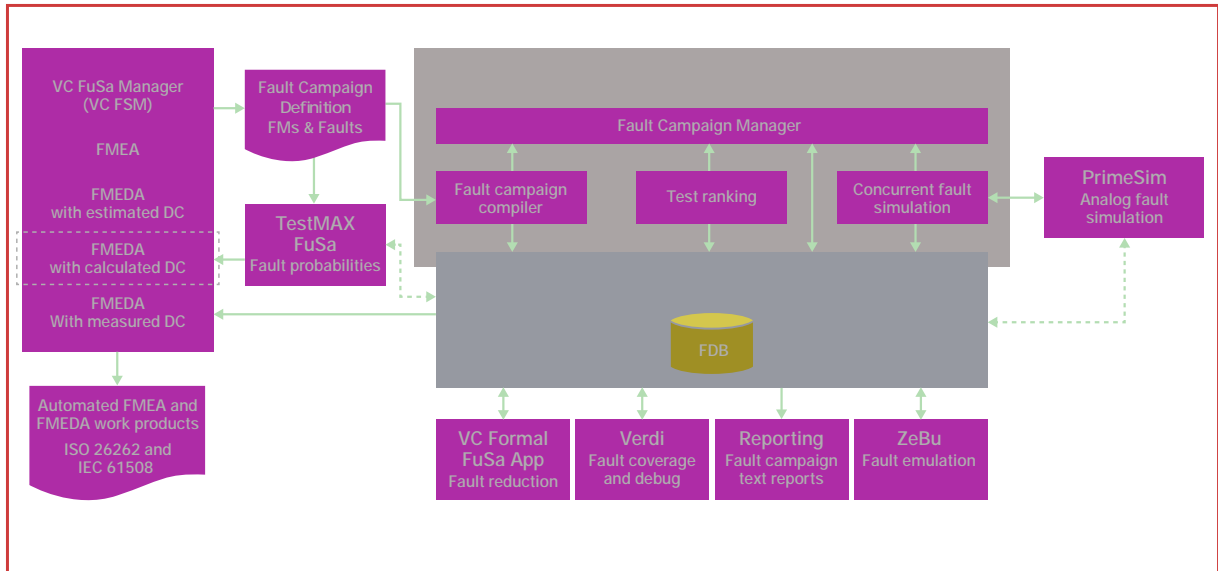 VC FuSa Manager
(VC FSM)
FMEA
FMEDA
with estimated DC
FMEDA
with calculated DC
FMEDA
With measured DC
Automated FMEA and
FMEDA work products
ISO 26262 and
IEC 61508
Fault Campaign
Definition
FMs & Faults
TestMAX
FuSa
Fault probabilities
Fault Campaign Manager
Fault campaign
compiler
Test ranking
Concurrent fault
simulation
PrimeSim
Analog fault
simulation
FDB
VC Formal
FuSa App
Fault reduction
Verdi
Fault coverage
and debug
Reporting
Fault campaign
text reports
ZeBu
Fault emulation